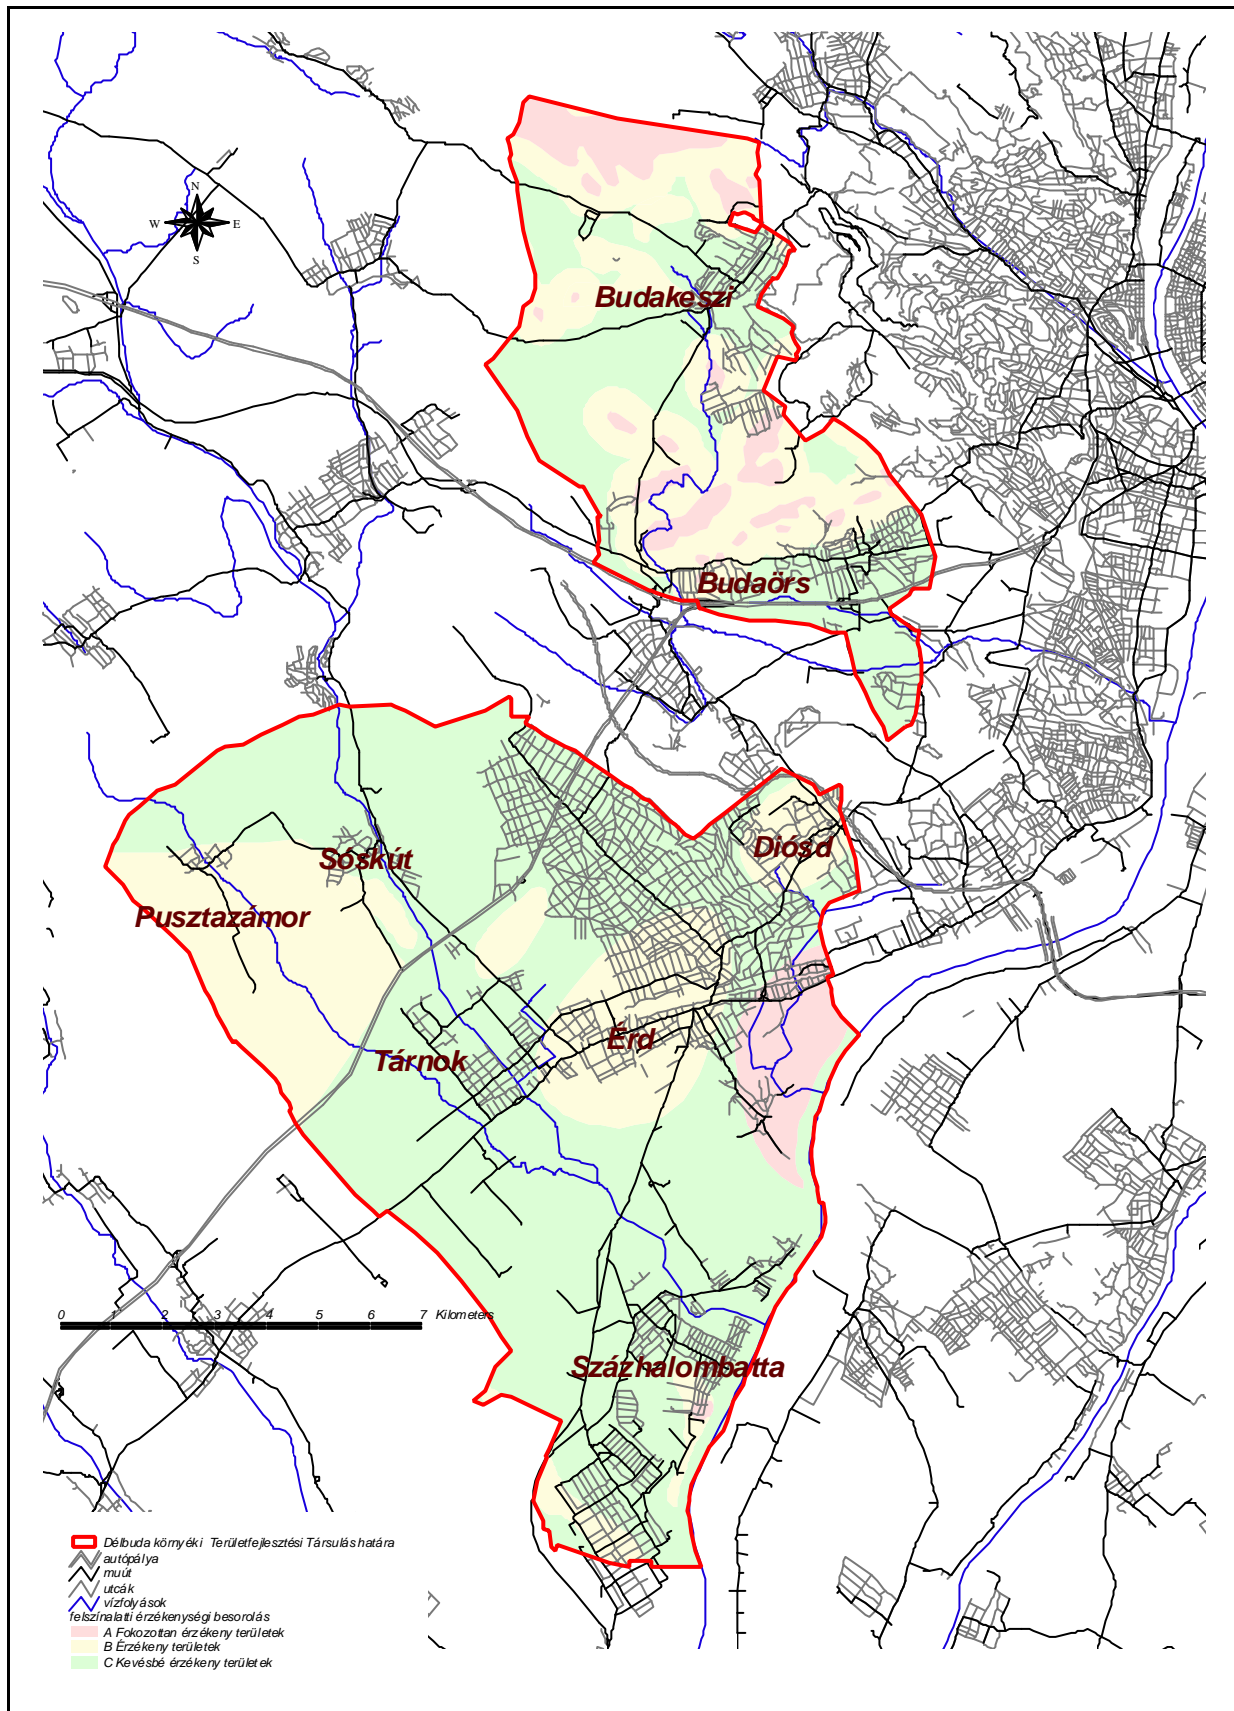 N
W E
S
Budakeszi
Budaörs
Diósd
Sóskút
Pusztazámor
Érd
Tárnok
0 1 2 3 4 5 6 7 Kilometers
Százhalombatta
Délbuda környéki Területfejlesztési Társulás határa
autópálya
muút
utcák
vízfolyások
felszínalatti érzékenységi besorolás
A Fokozottan érzékeny területek
B Érzékeny területek
C Kevésbé érzékeny területek